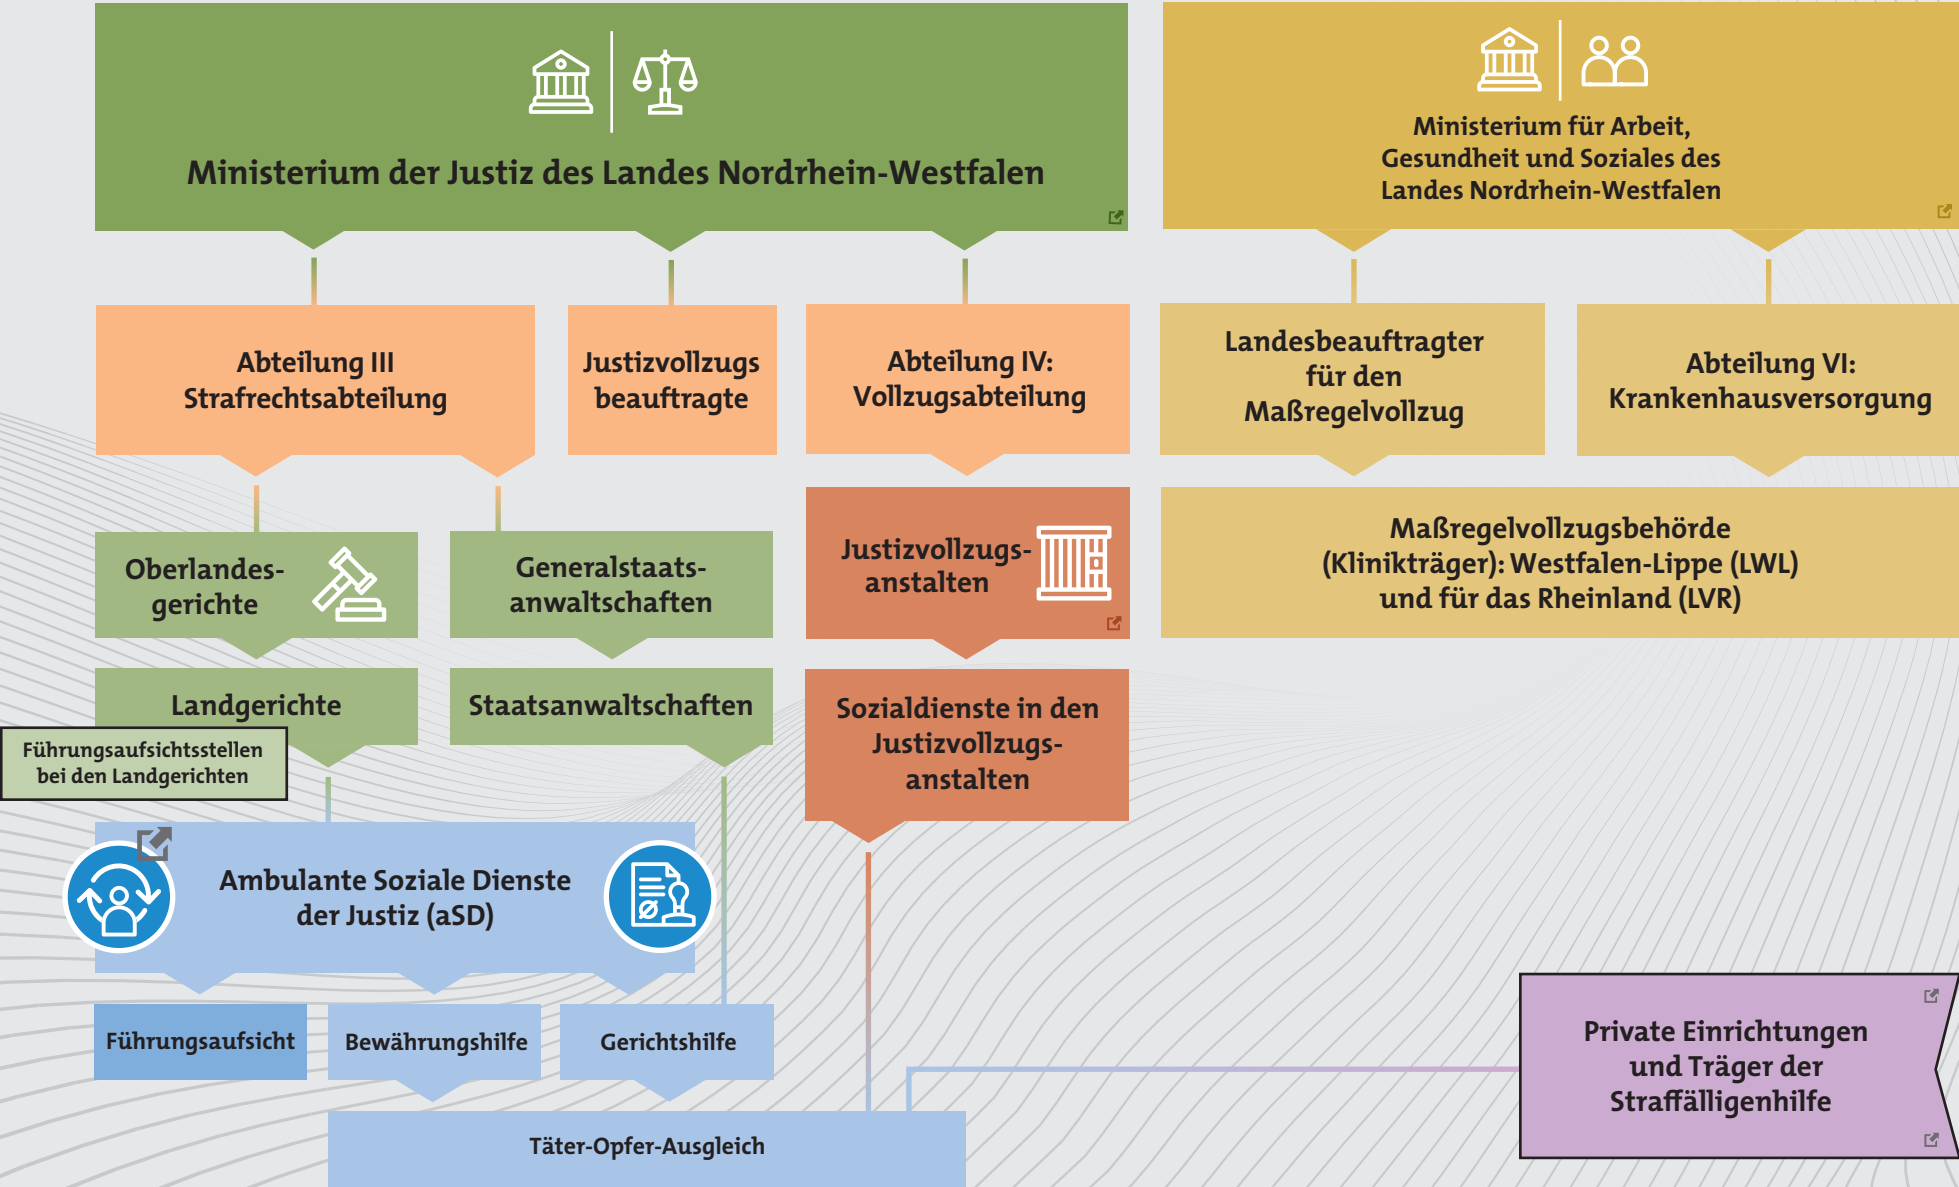 Ministerium der Justiz des Landes Nordrhein-Westfalen
Ministerium für Arbeit,
Gesundheit und Soziales des
Landes Nordrhein-Westfalen
Abteilung III
Strafrechtsabteilung
Justizvollzugs
beauftragte
Abteilung IV:
Vollzugsabteilung
Landesbeauftragter
für den
Maßregelvollzug
Abteilung VI:
Krankenhausversorgung
Oberlandes-
gerichte
Generalstaats-
anwaltschaften
Justizvollzugs-
anstalten
Maßregelvollzugsbehörde
(Klinikträger): Westfalen-Lippe (LWL)
und für das Rheinland (LVR)
Landgerichte
Staatsanwaltschaften
Sozialdienste in den
Justizvollzugs-
anstalten
Führungsaufsichtsstellen
bei den Landgerichten
Ambulante Soziale Dienste
der Justiz (aSD)
Führungsaufsicht
Bewährungshilfe
Gerichtshilfe
Private Einrichtungen
und Träger der
Straffälligenhilfe
Täter-Opfer-Ausgleich